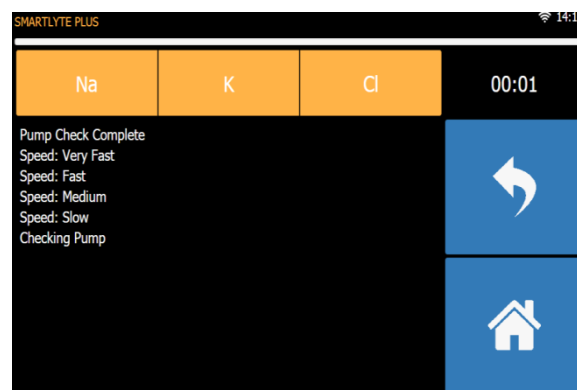 SMARTLYTE PLUS
Na K Cl 00:01
Pump Check Complete
Speed: Very Fast
Speed: Fast
Speed: Medium
Speed: Slow
Checking Pump